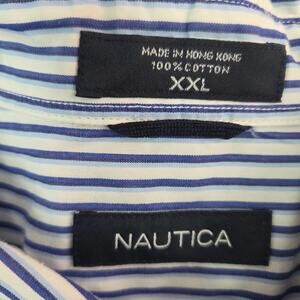 MADE IN HONG KONG
100% COTTON
XXL
NAUTICA